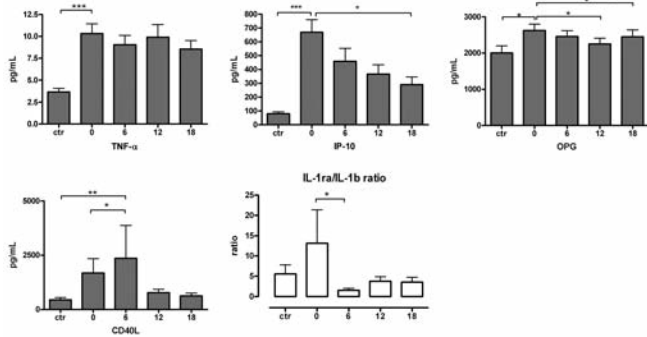 ***
12.5
10.0
7.5
5.0
2.5
0.0
pg/mL
ctr 0 6 12 18
TNF-α
***
*
800
700
600
500
400
300
200
100
0
pg/mL
ctr 0 6 12 18
IP-10
*
*
3000
2000
1000
0
pg/mL
ctr 0 6 12 18
OPG
**
*
5000
2500
0
pg/mL
ctr 0 6 12 18
CD40L
IL-1ra/IL-1b ratio
*
25
20
15
10
5
0
ratio
ctr 0 6 12 18